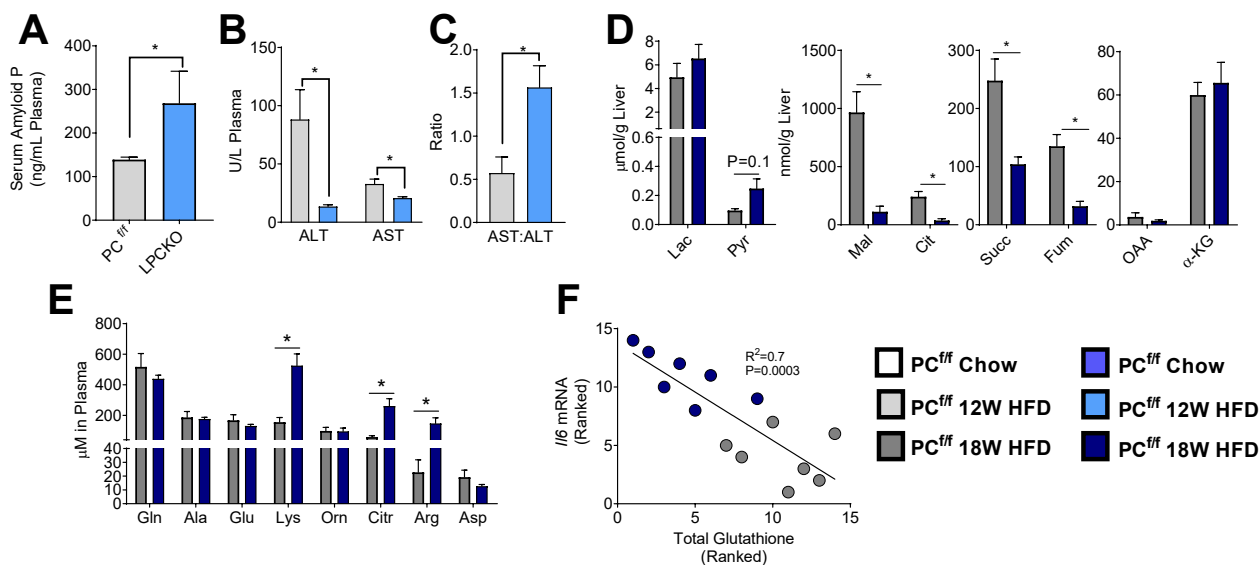 A
Serum Amyloid P
(ng/mL Plasma)
400
300
200
100
0
*
PC f/f
LPCKO
B
U/L Plasma
150
100
50
0
*
*
ALT
AST
C
Ratio
2.0
1.5
1.0
0.5
0.0
*
AST:ALT
D
μmol/g Liver
8
7
6
5
4
0.6
0.4
0.2
0.0
P=0.1
Lac
Pyr
nmol/g Liver
1500
1000
500
0
*
*
Mal
Cit
300
200
100
0
*
*
Succ
Fum
80
60
40
20
0
OAA
α-KG
E
μM in Plasma
800
600
400
200
40
30
20
10
0
*
*
*
Gln
Ala
Glu
Lys
Orn
Citr
Arg
Asp
F
Il6 mRNA
(Ranked)
15
10
5
0
R²=0.7
P=0.0003
0
5
10
15
Total Glutathione
(Ranked)
PCf/f Chow
PCf/f 12W HFD
PCf/f 18W HFD
PCf/f Chow
PCf/f 12W HFD
PCf/f 18W HFD